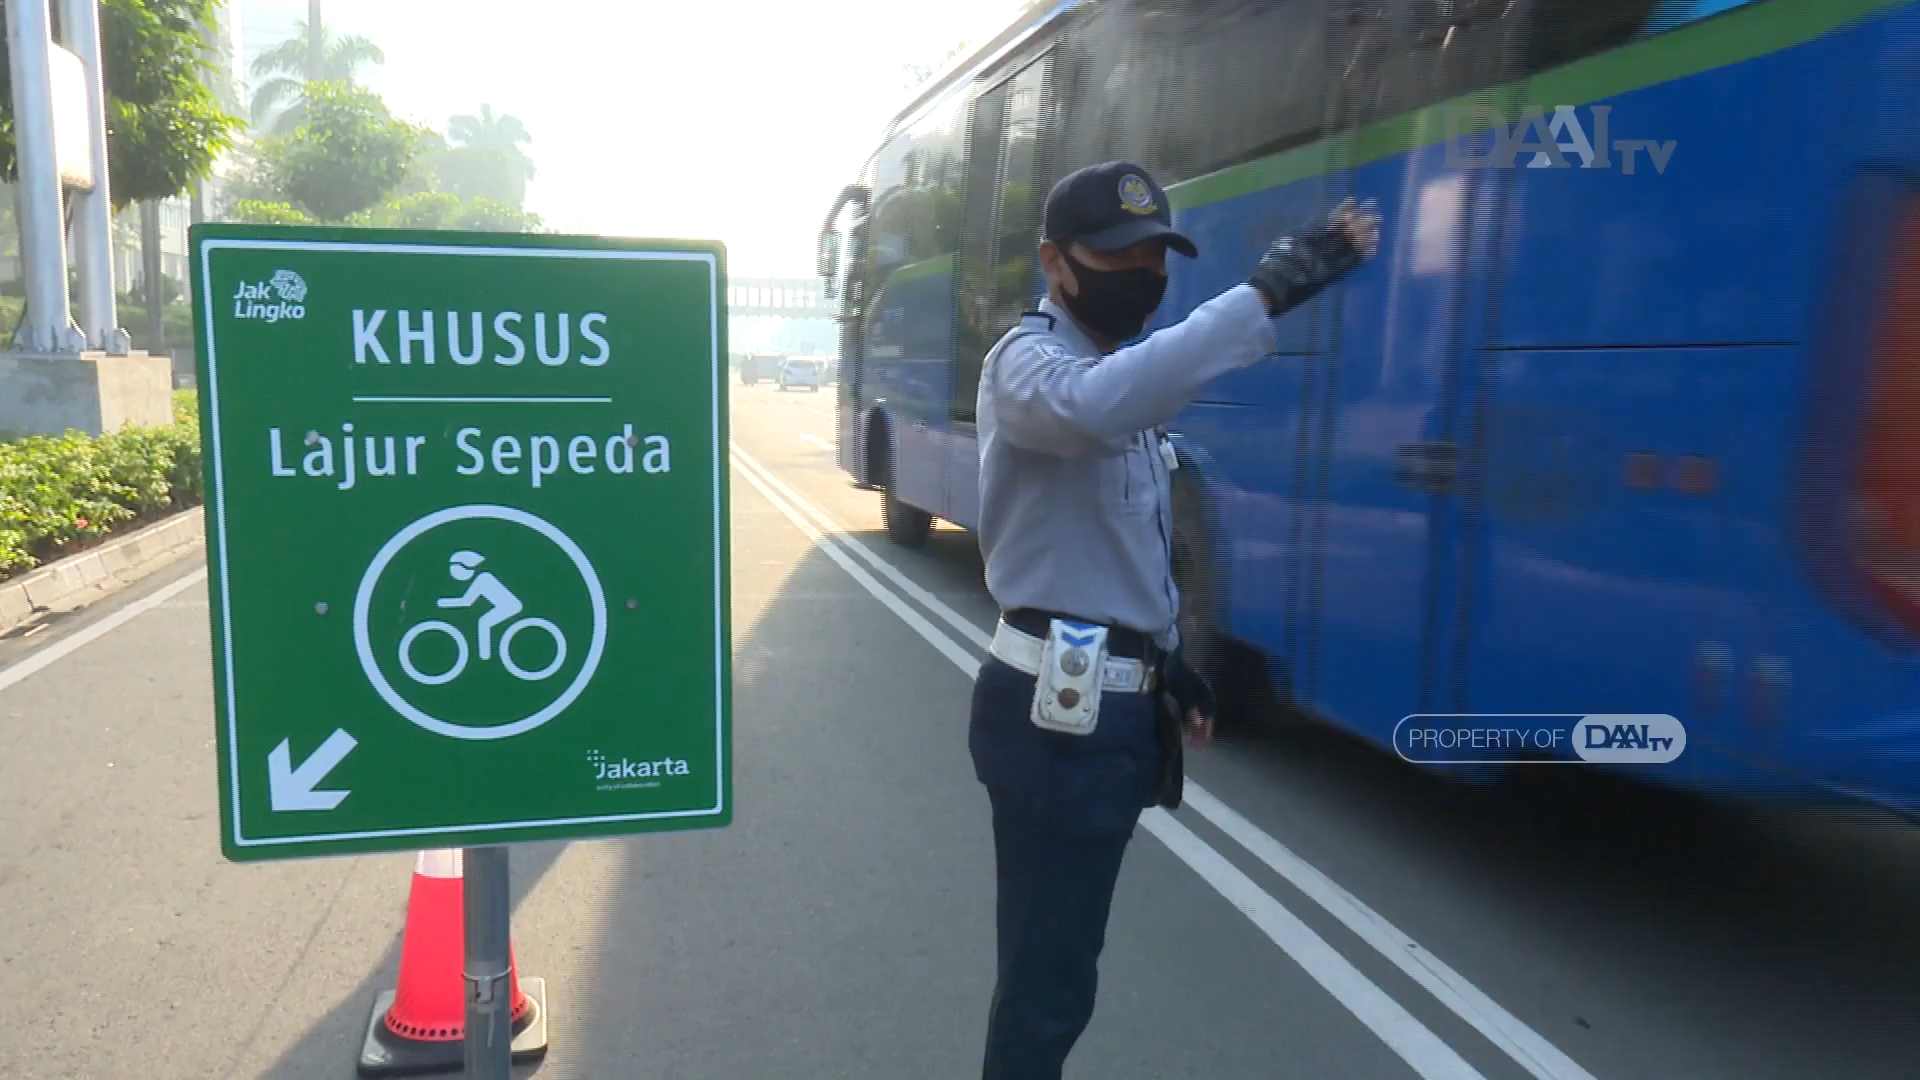 Jak
Lingko
KHUSUS
Lajur Sepeda
Jakarta
DAAI TV
PROPERTY OF DAAI TV